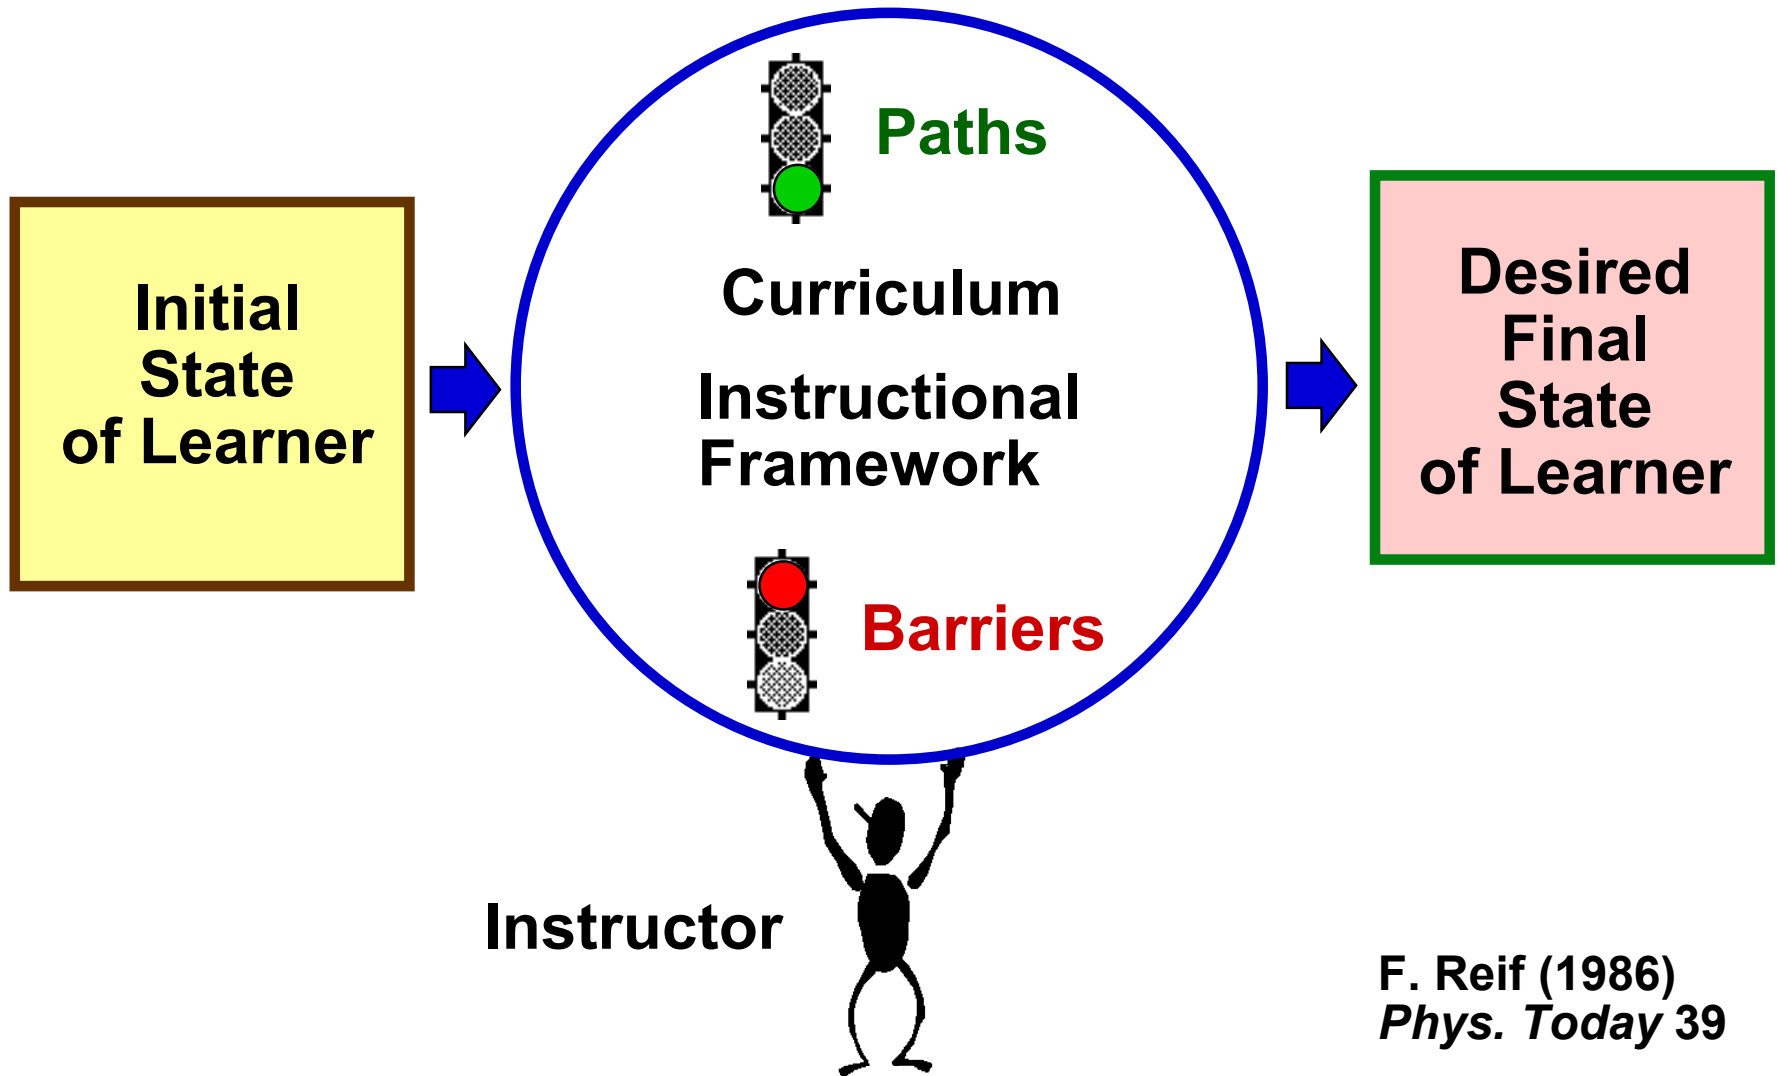 Initial
State
of Learner
Paths
Curriculum
Instructional
Framework
Barriers
Desired
Final
State
of Learner
Instructor
F. Reif (1986)
Phys. Today 39